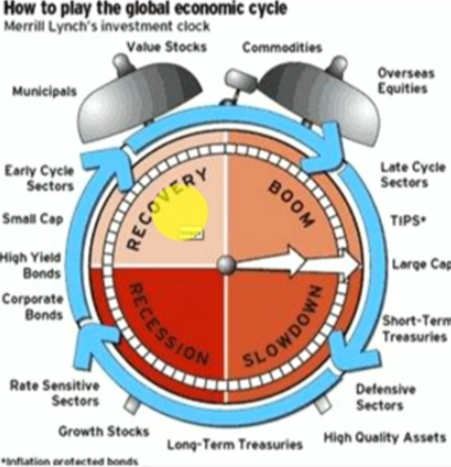 How to play the global economic cycle
Merrill Lynch's investment clock
Value Stocks
Commodities
Municipals
Overseas
Equities
Early Cycle
Sectors
Late Cycle
Sectors
RECOVERY
BOOM
Small Cap
TIPS*
High Yield
Bonds
Large Cap
Corporate
Bonds
Short-Term
Treasuries
RECESSION
SLOWDOWN
Rate Sensitive
Sectors
Defensive
Sectors
Growth Stocks
Long-Term Treasuries
High Quality Assets
*Inflation protected bonds